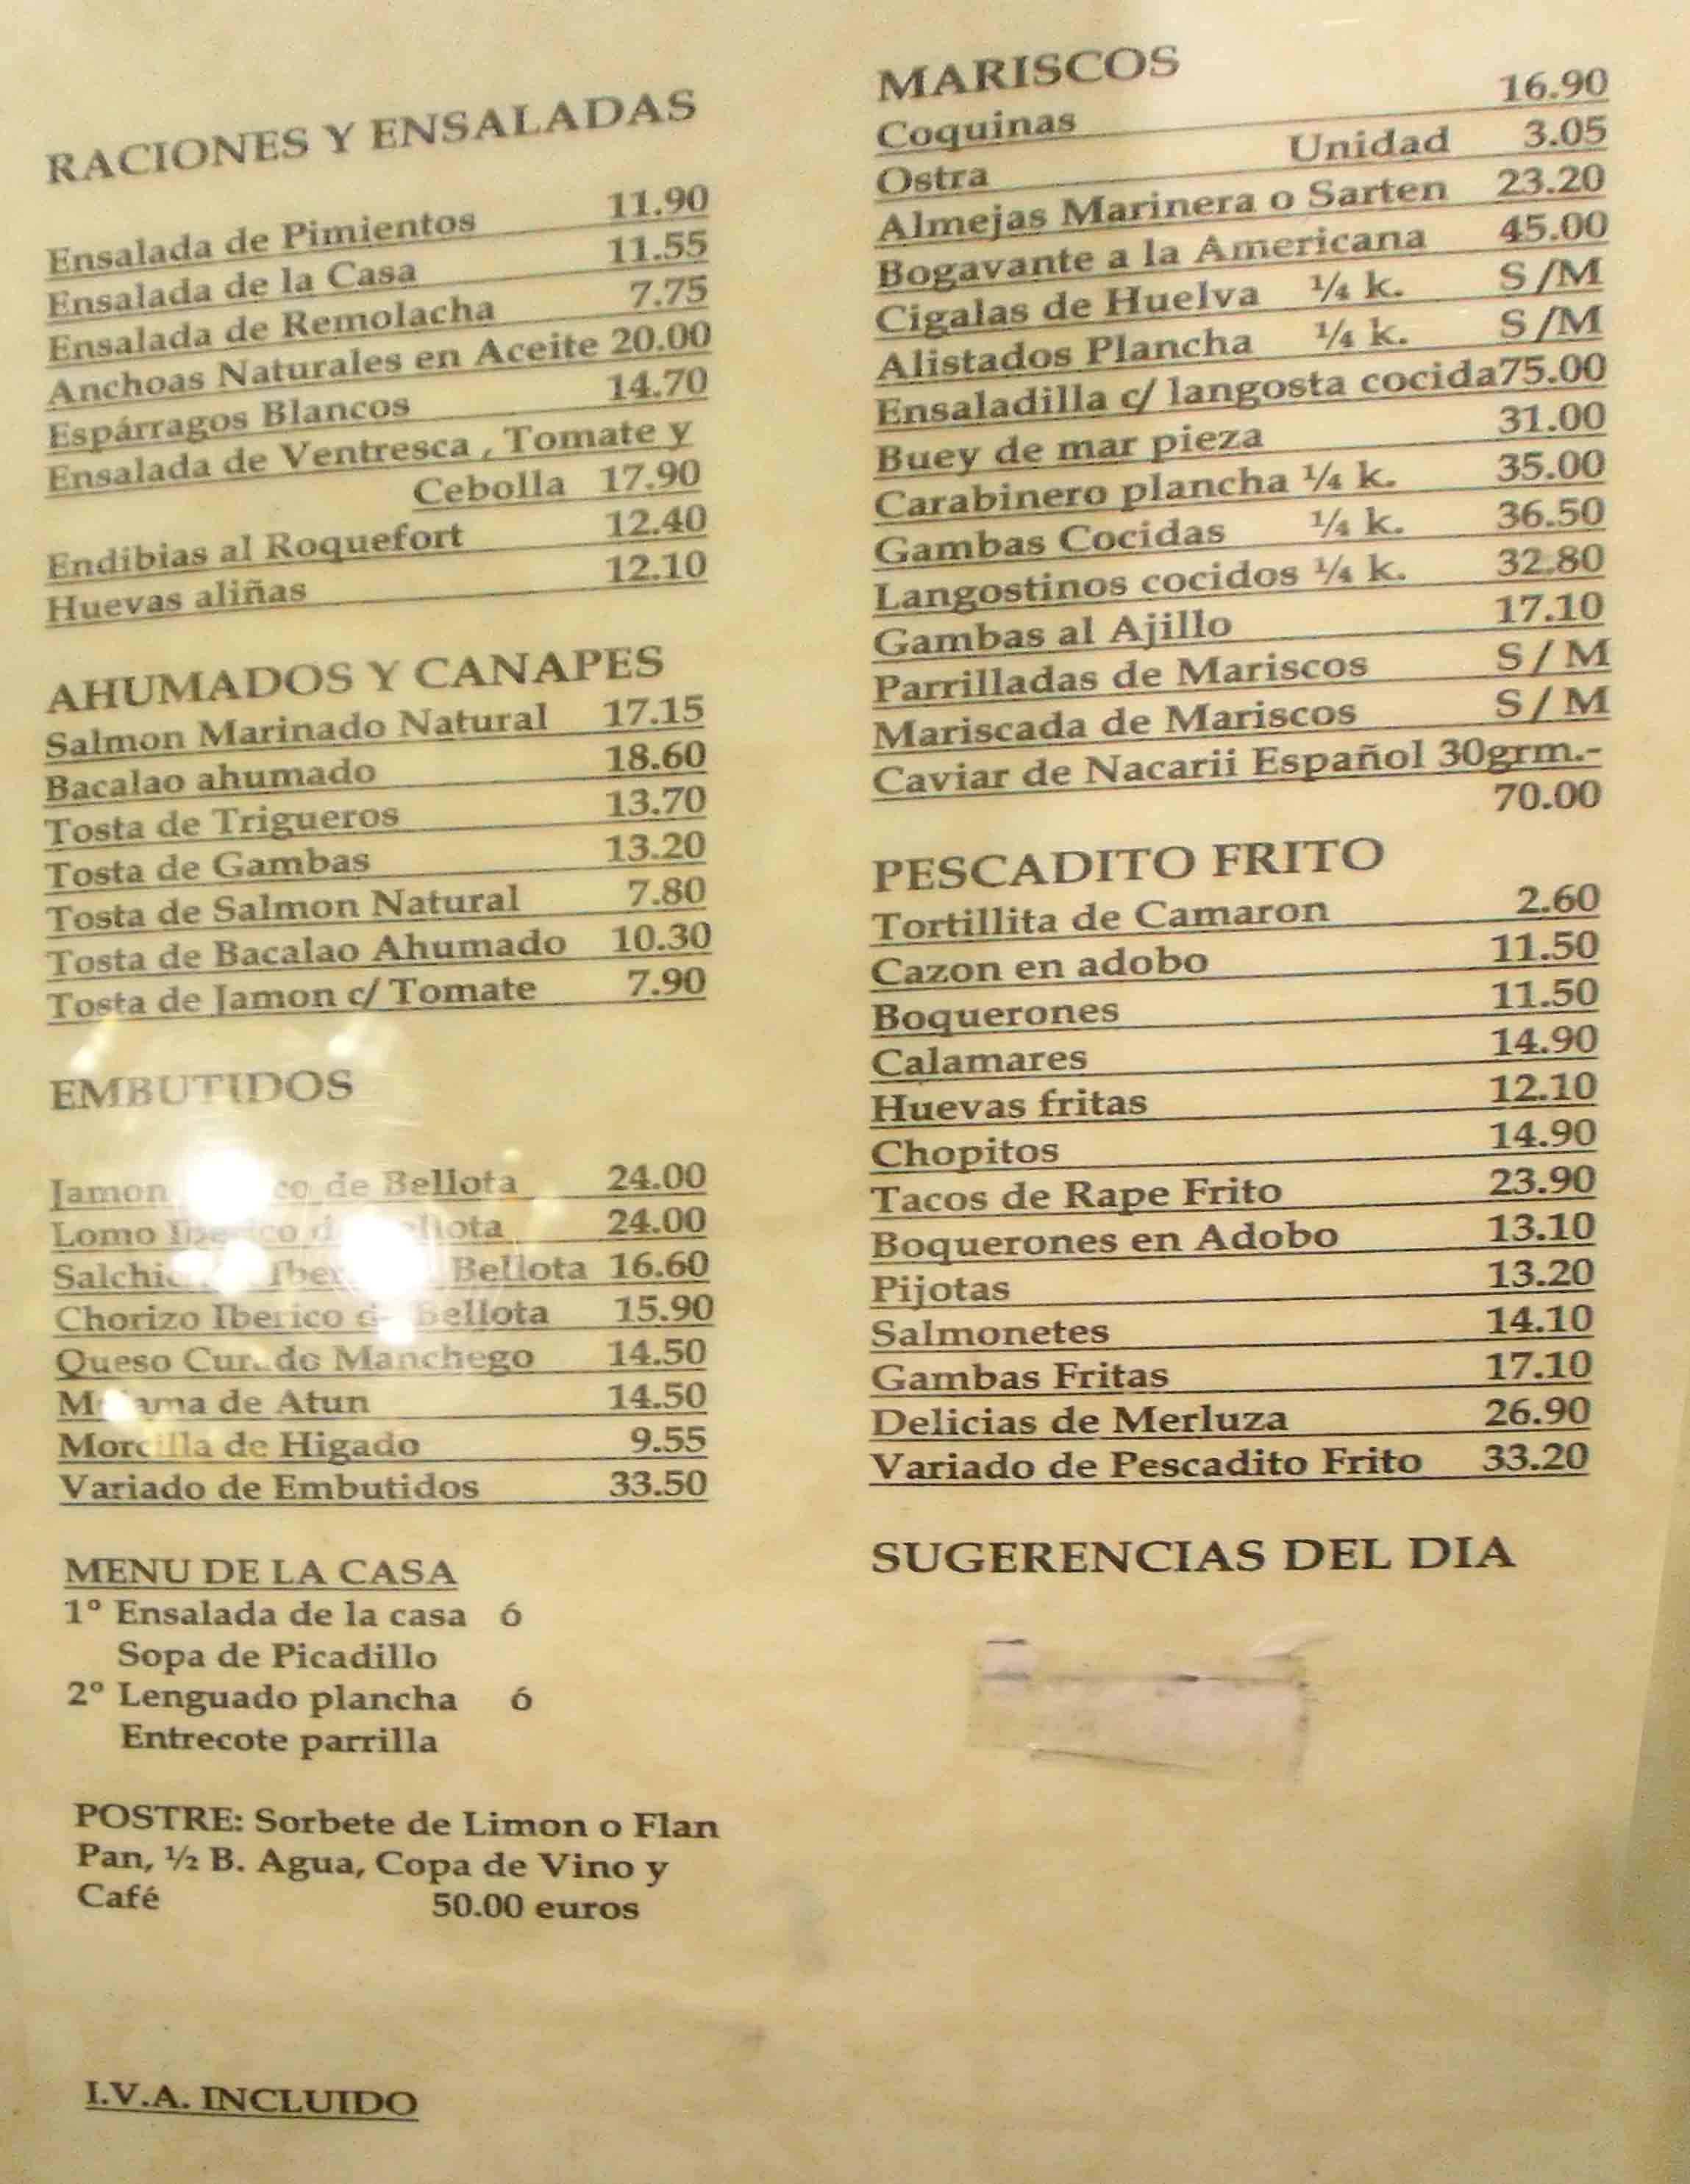 RACIONES Y ENSALADAS
Ensalada de Pimientos 11.90
Ensalada de la Casa 11.55
Ensalada de Remolacha 7.75
Anchoas Naturales en Aceite 20.00
Espárragos Blancos 14.70
Ensalada de Ventresca , Tomate y
Cebolla 17.90
Endibias al Roquefort 12.40
Huevas aliñas 12.10
AHUMADOS Y CANAPES
Salmon Marinado Natural 17.15
Bacalao ahumado 18.60
Tosta de Trigueros 13.70
Tosta de Gambas 13.20
Tosta de Salmon Natural 7.80
Tosta de Bacalao Ahumado 10.30
Tosta de Jamon c/ Tomate 7.90
EMBUTIDOS
Jamon de Bellota 24.00
Lomo Iberico Bellota 24.00
Bellota 16.60
Chorizo Iberico de Bellota 15.90
Queso Curado Manchego 14.50
Mojama de Atun 14.50
Morcilla de Higado 9.55
Variado de Embutidos 33.50
MENU DE LA CASA
1º Ensalada de la casa ó
Sopa de Picadillo
2º Lenguado plancha ó
Entrecote parrilla
POSTRE: Sorbete de Limon o Flan
Pan, ½ B. Agua, Copa de Vino y
Café 50.00 euros
I.V.A. INCLUIDO
MARISCOS
Coquinas 16.90
Ostra Unidad 3.05
Almejas Marinera o Sarten 23.20
Bogavante a la Americana 45.00
Cigalas de Huelva ¼ k. S /M
Alistados Plancha ¼ k. S /M
Ensaladilla c/ langosta cocida75.00
Buey de mar pieza 31.00
Carabinero plancha ¼ k. 35.00
Gambas Cocidas ¼ k. 36.50
Langostinos cocidos ¼ k. 32.80
Gambas al Ajillo 17.10
Parrilladas de Mariscos S / M
Mariscada de Mariscos S / M
Caviar de Nacarii Español 30grm.-
70.00
PESCADITO FRITO
Tortillita de Camaron 2.60
Cazon en adobo 11.50
Boquerones 11.50
Calamares 14.90
Huevas fritas 12.10
Chopitos 14.90
Tacos de Rape Frito 23.90
Boquerones en Adobo 13.10
Pijotas 13.20
Salmonetes 14.10
Gambas Fritas 17.10
Delicias de Merluza 26.90
Variado de Pescadito Frito 33.20
SUGERENCIAS DEL DIA